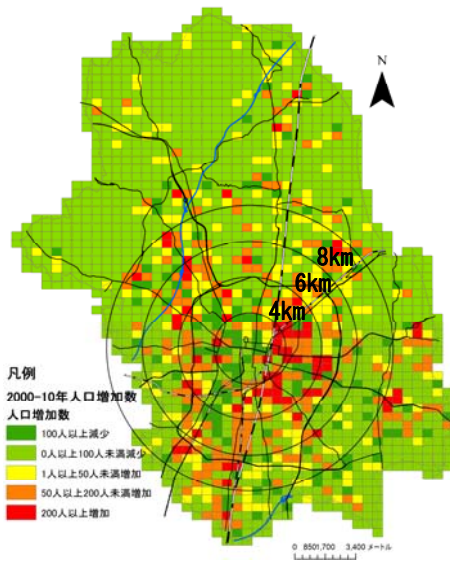 N
8km
6km
4km
凡例
2000-10年人口増加数
人口増加数
100人以上減少
0人以上100人未満減少
1人以上50人未満増加
50人以上200人未満増加
200人以上増加
0 8501,700 3,400 メートル